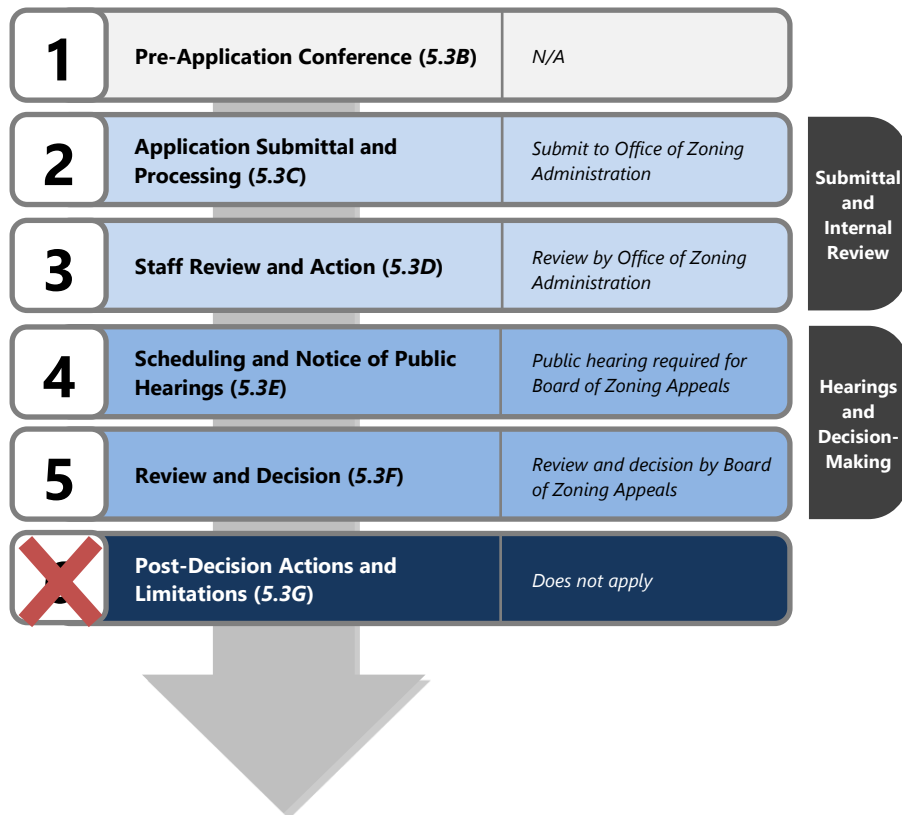 1
Pre-Application Conference (5.3B)
N/A
2
Application Submittal and
Processing (5.3C)
Submit to Office of Zoning
Administration
3
Staff Review and Action (5.3D)
Review by Office of Zoning
Administration
Submittal
and
Internal
Review
4
Scheduling and Notice of Public
Hearings (5.3E)
Public hearing required for
Board of Zoning Appeals
5
Review and Decision (5.3F)
Review and decision by Board
of Zoning Appeals
Hearings
and
Decision-
Making
Post-Decision Actions and
Limitations (5.3G)
Does not apply